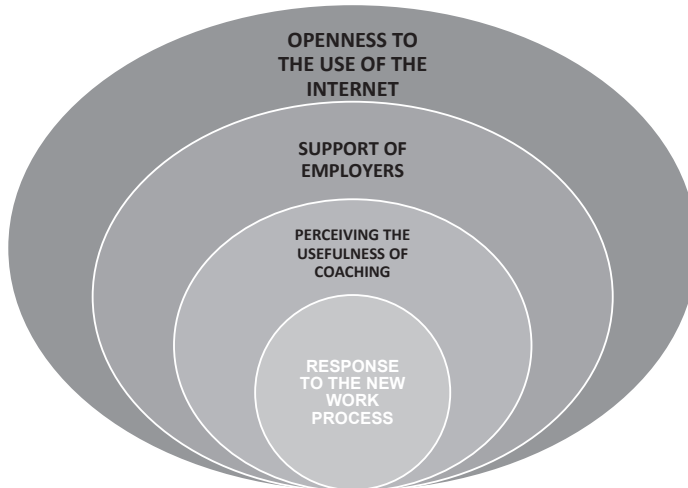 OPENNESS TO
THE USE OF THE
INTERNET
SUPPORT OF
EMPLOYERS
PERCEIVING THE
USEFULNESS OF
COACHING
RESPONSE
TO THE NEW
WORK
PROCESS